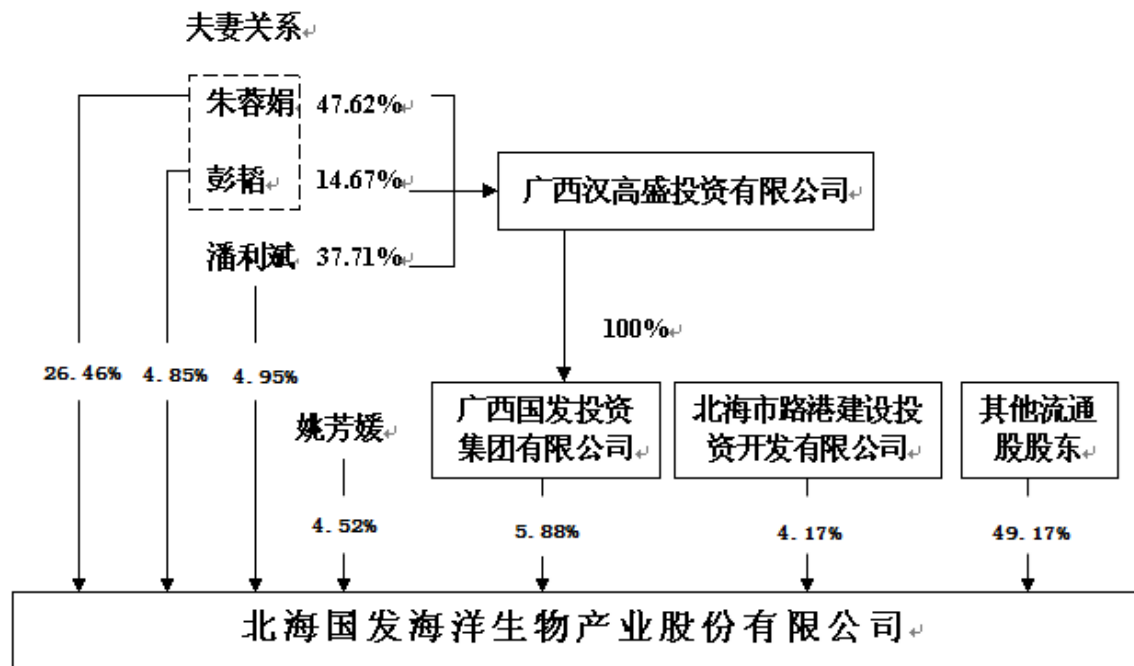 夫妻关系
朱蓉娟 47.62%
彭韬 14.67%
广西汉高盛投资有限公司
潘利斌 37.71%
100%
26.46%
4.85%
4.95%
姚芳媛
广西国发投资
集团有限公司
北海市路港建设投
资开发有限公司
其他流通
股股东
4.52%
5.88%
4.17%
49.17%
北海国发海洋生物产业股份有限公司